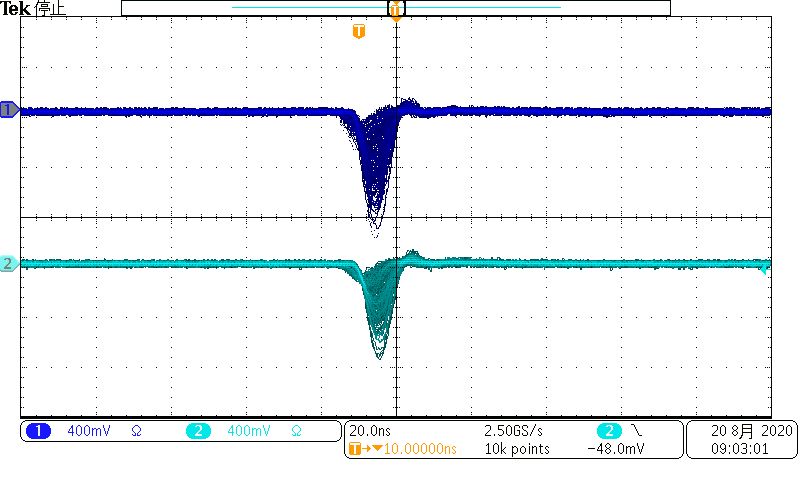 Tek 停止
T
T
1
2
1 400mV Ω 2 400mV Ω
20.0ns 2.50GS/s 2
T→▼10.00000ns 10k points −48.0mV
20 8月 2020
09:03:01